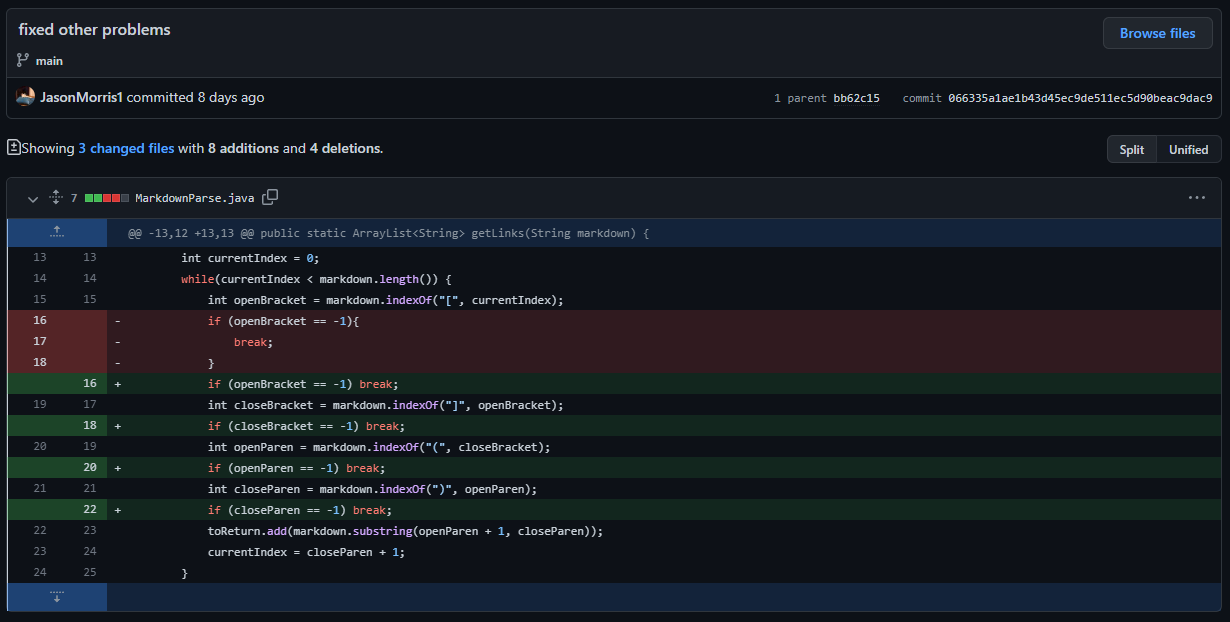 fixed other problems
Browse files
main
JasonMorris1 committed 8 days ago
1 parent bb62c15 commit 066335a1ae1b43d45ec9de511ec5d90beac9dac9
Showing 3 changed files with 8 additions and 4 deletions.
Split Unified
7 MarkdownParse.java
@@ -13,12 +13,13 @@ public static ArrayList<String> getLinks(String markdown) {
13 13 int currentIndex = 0;
14 14 while(currentIndex < markdown.length()) {
15 15 int openBracket = markdown.indexOf("[", currentIndex);
16 - if (openBracket == -1){
17 - break;
18 - }
16 + if (openBracket == -1) break;
19 17 int closeBracket = markdown.indexOf("]", openBracket);
18 + if (closeBracket == -1) break;
20 19 int openParen = markdown.indexOf("(", closeBracket);
20 + if (openParen == -1) break;
21 21 int closeParen = markdown.indexOf(")", openParen);
22 + if (closeParen == -1) break;
22 23 toReturn.add(markdown.substring(openParen + 1, closeParen));
23 24 currentIndex = closeParen + 1;
24 25 }